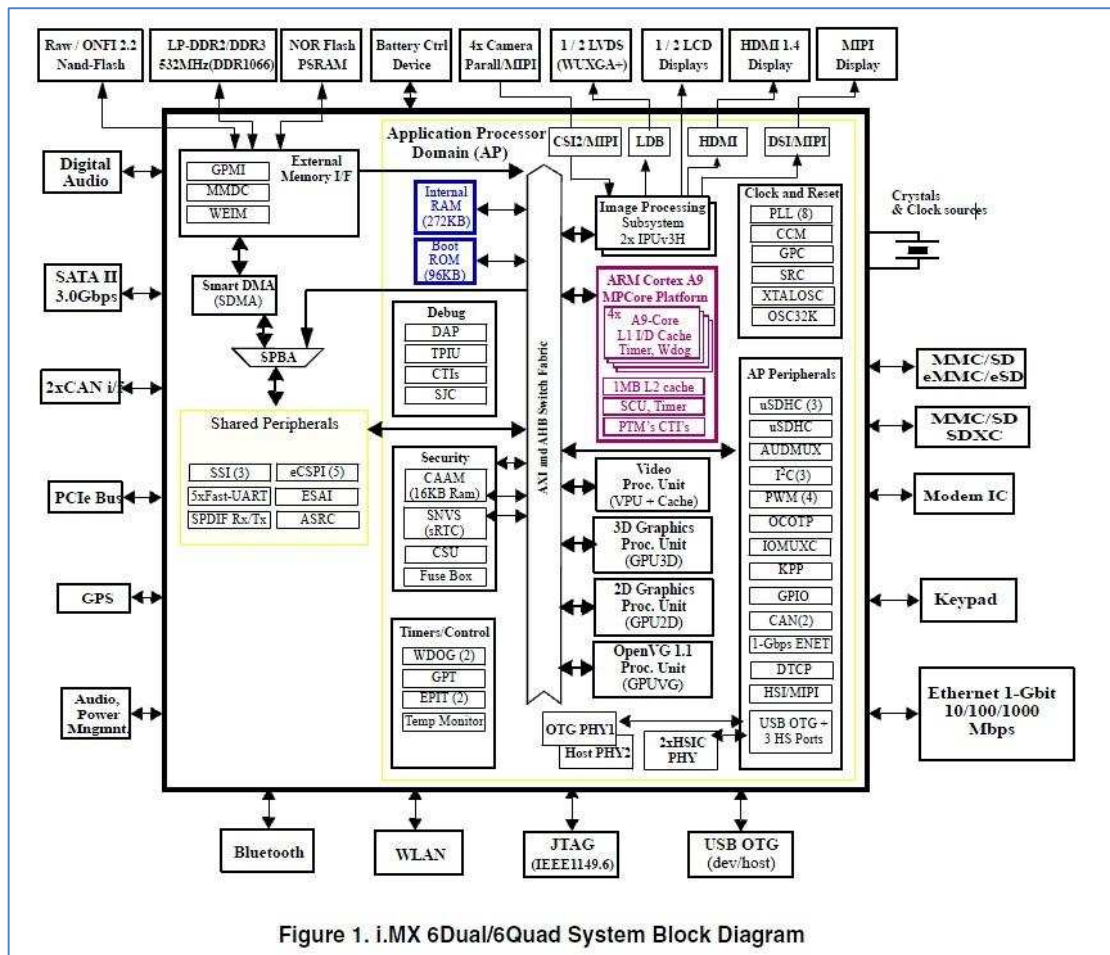 Raw / ONFI 2.2
Nand-Flash
LP-DDR2/DDR3
532MHz(DDR1066)
NOR Flash
PSRAM
Battery Ctrl
Device
4x Camera
Parall/MIPI
1 / 2 LVDS
(WUXGA+)
1 / 2 LCD
Displays
HDMI 1.4
Display
MIPI
Display
Application Processor
Domain (AP)
CSI2/MIPI
LDB
HDMI
DSI/MIPI
Digital
Audio
SATA II
3.0Gbps
2xCAN i/f
PCIe Bus
GPS
Audio,
Power
Mngmnt.
External
Memory I/F
GPMI
MMDC
WEIM
Smart DMA
(SDMA)
SPBA
Shared Peripherals
SSI (3)
eCSPI (5)
5xFast-UART
ESAI
SPDIF Rx/Tx
ASRC
Internal
RAM
(272KB)
Boot
ROM
(96KB)
Debug
DAP
TPIU
CTIs
SJC
Security
CAAM
(16KB Ram)
SNVS
(sRTC)
CSU
Fuse Box
Timers/Control
WDOG (2)
GPT
EPIT (2)
Temp Monitor
AXI and AHB Switch Fabric
Image Processing
Subsystem
2x IPUv3H
ARM Cortex A9
MPCore Platform
4x
A9-Core
L1 I/D Cache
Timer, Wdog
1MB L2 cache
SCU, Timer
PTM's CTI's
Video
Proc. Unit
(VPU + Cache)
3D Graphics
Proc. Unit
(GPU3D)
2D Graphics
Proc. Unit
(GPU2D)
OpenVG 1.1
Proc. Unit
(GPUVG)
OTG PHY1
Host PHY2
2xHSIC
PHY
Clock and Reset
PLL (8)
CCM
GPC
SRC
XTALOSC
OSC32K
AP Peripherals
uSDHC (3)
uSDHC
AUDMUX
I²C(3)
PWM (4)
OCOTP
IOMUXC
KPP
GPIO
CAN(2)
1-Gbps ENET
DTCP
HSI/MIPI
USB OTG +
3 HS Ports
Crystals
& Clock sources
MMC/SD
eMMC/eSD
MMC/SD
SDXC
Modem IC
Keypad
Ethernet 1-Gbit
10/100/1000
Mbps
Bluetooth
WLAN
JTAG
(IEEE1149.6)
USB OTG
(dev/host)
Figure 1. i.MX 6Dual/6Quad System Block Diagram